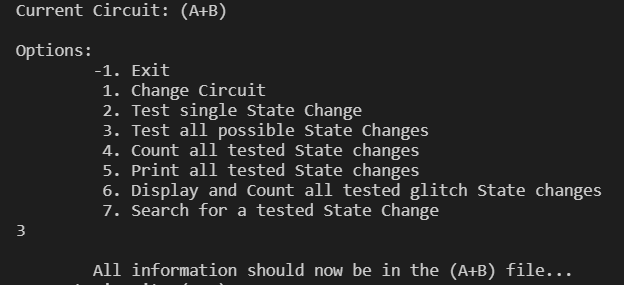 Current Circuit: (A+B)
Options:
-1. Exit
1. Change Circuit
2. Test single State Change
3. Test all possible State Changes
4. Count all tested State changes
5. Print all tested State changes
6. Display and Count all tested glitch State changes
7. Search for a tested State Change
3
All information should now be in the (A+B) file...